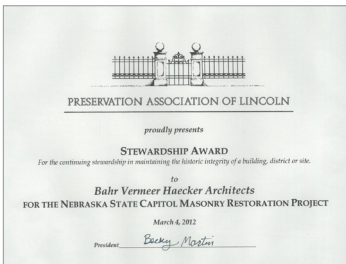 PRESERVATION ASSOCIATION OF LINCOLN
proudly presents
STEWARDSHIP AWARD
For the continuing stewardship in maintaining the historic integrity of a building, district or site.
to
Bahr Vermeer Haecker Architects
FOR THE NEBRASKA STATE CAPITOL MASONRY RESTORATION PROJECT
March 4, 2012
President Becky Martin